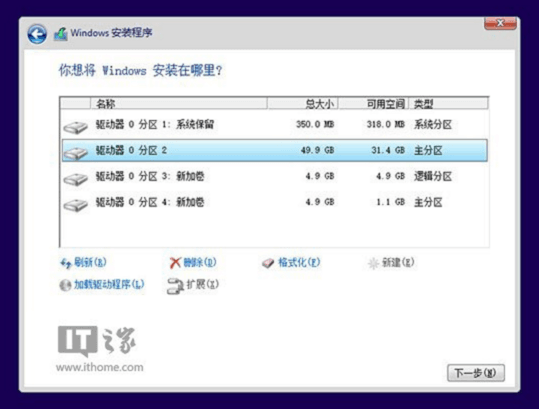 Windows 安装程序
你想将 Windows 安装在哪里?
名称 总大小 可用空间 类型
驱动器 0 分区 1: 系统保留 350.0 MB 318.0 MB 系统分区
驱动器 0 分区 2 49.9 GB 31.4 GB 主分区
驱动器 0 分区 3: 新加卷 4.9 GB 4.9 GB 逻辑分区
驱动器 0 分区 4: 新加卷 4.9 GB 1.1 GB 主分区
刷新(R) 删除(D) 格式化(F) 新建(E)
加载驱动程序(L) 扩展(X)
IT之家
www.ithome.com
下一步(N)